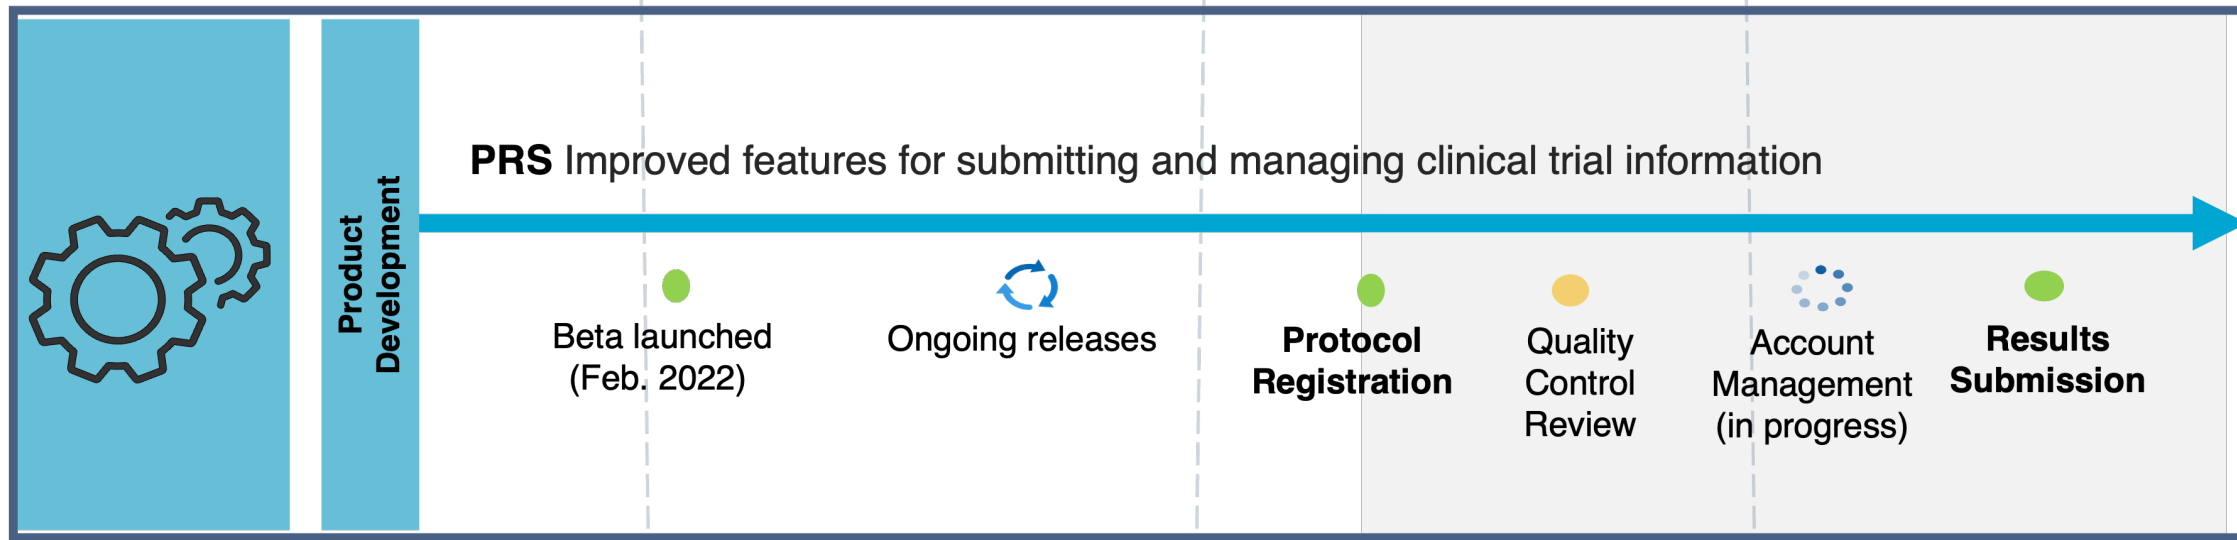 Product
Development
PRS Improved features for submitting and managing clinical trial information
Beta launched
(Feb. 2022)
Ongoing releases
Protocol
Registration
Quality
Control
Review
Account
Management
(in progress)
Results
Submission